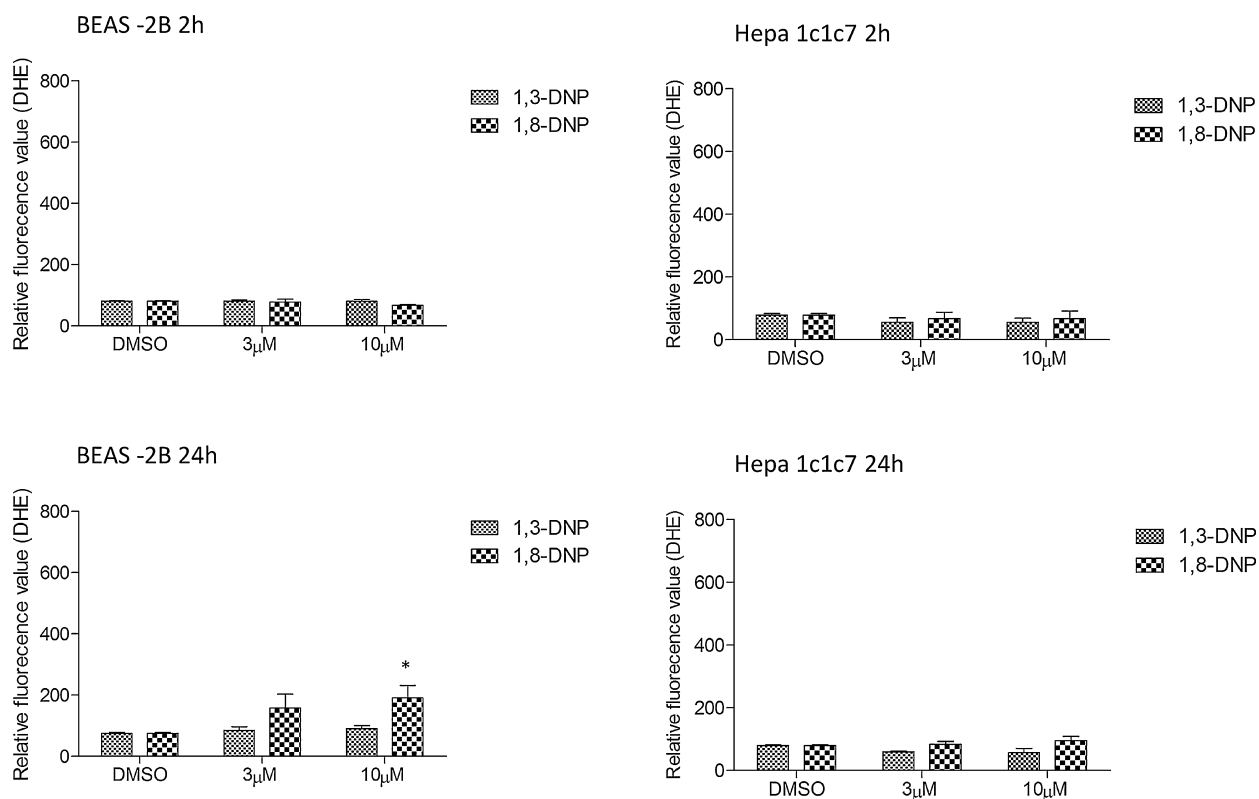 BEAS -2B 2h
Relative fluorecence value (DHE)
800
600
400
200
0
DMSO
3µM
10µM
1,3-DNP
1,8-DNP
Hepa 1c1c7 2h
Relative fluorecence value (DHE)
800
600
400
200
0
DMSO
3µM
10µM
1,3-DNP
1,8-DNP
BEAS -2B 24h
Relative fluorecence value (DHE)
800
600
400
200
0
*
DMSO
3µM
10µM
1,3-DNP
1,8-DNP
Hepa 1c1c7 24h
Relative fluorecence value (DHE)
800
600
400
200
0
DMSO
3µM
10µM
1,3-DNP
1,8-DNP